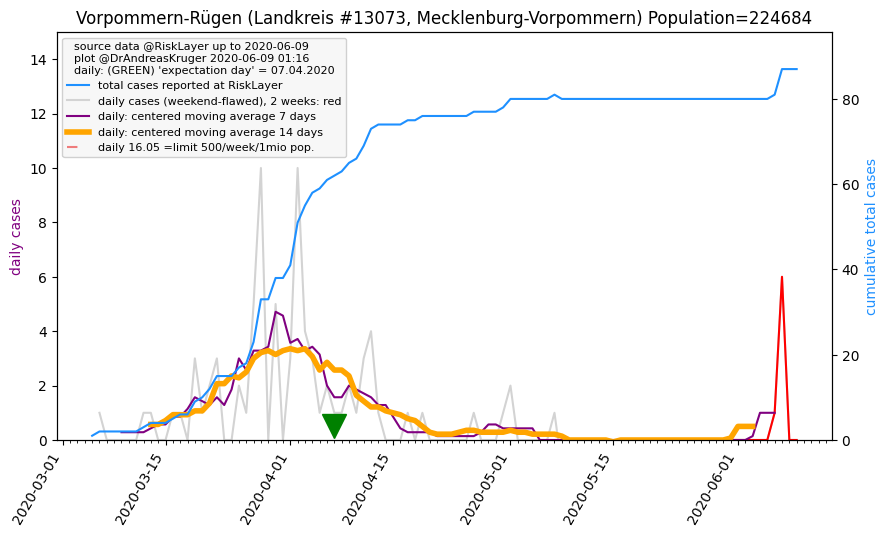 Vorpommern-Rügen (Landkreis #13073, Mecklenburg-Vorpommern) Population=224684
source data @RiskLayer up to 2020-06-09
plot @DrAndreasKruger 2020-06-09 01:16
daily: (GREEN) 'expectation day' = 07.04.2020
total cases reported at RiskLayer
daily cases (weekend-flawed), 2 weeks: red
daily: centered moving average 7 days
daily: centered moving average 14 days
daily 16.05 =limit 500/week/1mio pop.
daily cases
14
12
10
8
6
4
2
0
cumulative total cases
80
60
40
20
0
2020-03-01
2020-03-15
2020-04-01
2020-04-15
2020-05-01
2020-05-15
2020-06-01